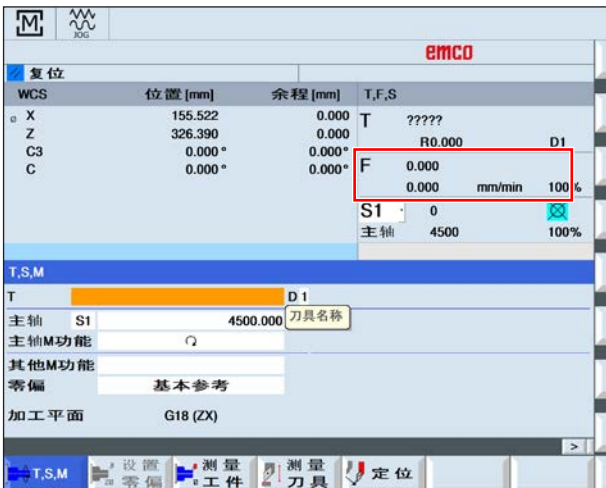 M JOG
emco
复位
WCS 位置 [mm] 余程 [mm] T,F,S
X 155.522 0.000 T ?????
Z 326.390 0.000 R0.000 D1
C3 0.000 ° 0.000 ° F 0.000
C 0.000 ° 0.000 ° 0.000 mm/min 100%
S1 0
主轴 4500 100%
T,S,M
T D 1
刀具名称
主轴 S1 4500.000
主轴M功能
其他M功能
零偏 基本参考
加工平面 G18 (ZX)
>
T,S,M 设置零偏 测量工件 测量刀具 定位